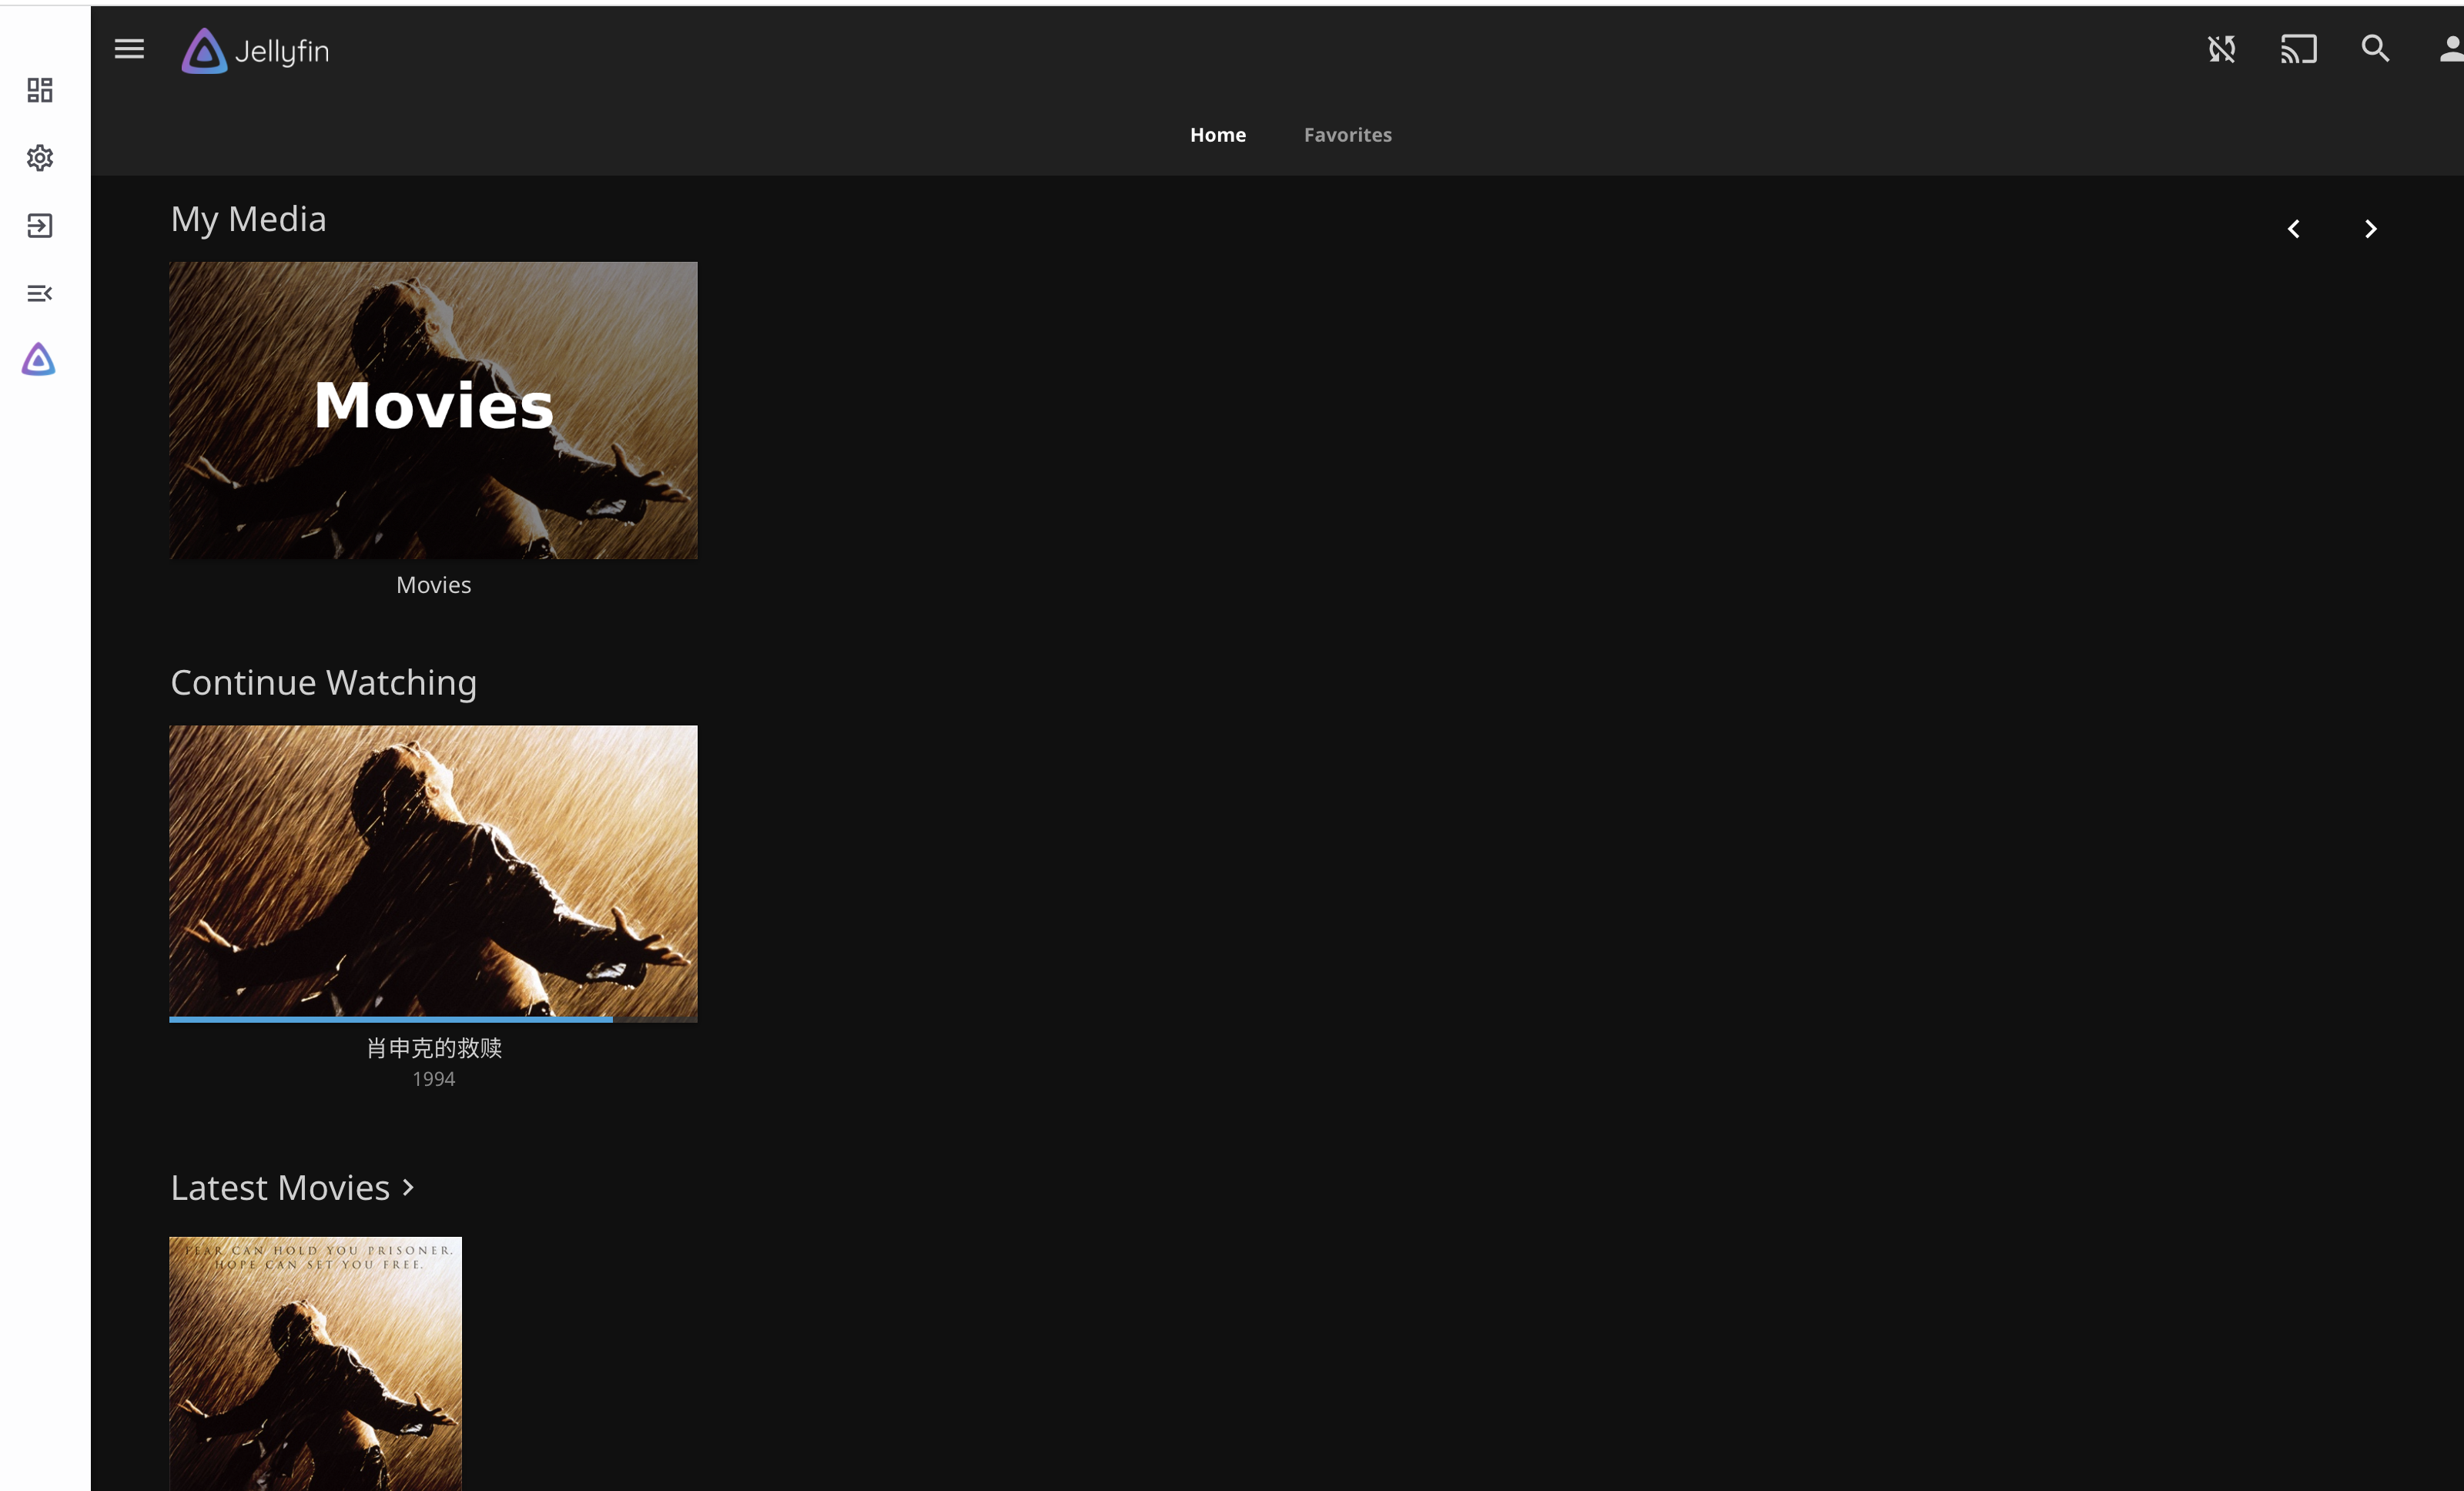 Jellyfin
Home
Favorites
My Media
Movies
Movies
Continue Watching
肖申克的救赎
1994
Latest Movies
FEAR CAN HOLD YOU PRISONER.
HOPE CAN SET YOU FREE.